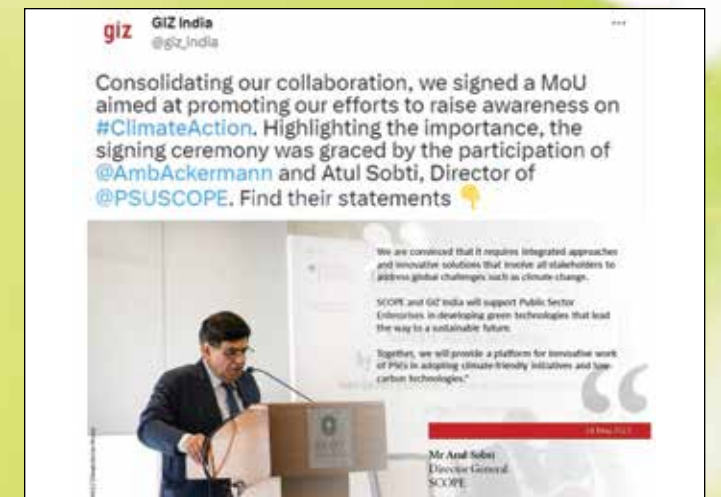 giz
GIZ India
@giz_india
Consolidating our collaboration, we signed a MoU
aimed at promoting our efforts to raise awareness on
#ClimateAction. Highlighting the importance, the
signing ceremony was graced by the participation of
@AmbAckermann and Atul Sobti, Director of
@PSUSCOPE. Find their statements 👇
We are convinced that it requires integrated approaches
and innovative solutions that involve all stakeholders to
address global challenges such as climate change.
SCOPE and GIZ India will support Public Sector
Enterprises in developing green technologies that lead
the way to a sustainable future.
Together, we will provide a platform for innovative work
of PSEs in adopting climate-friendly initiatives and low-
carbon technologies."
Mr Atul Sobti
Director General
SCOPE